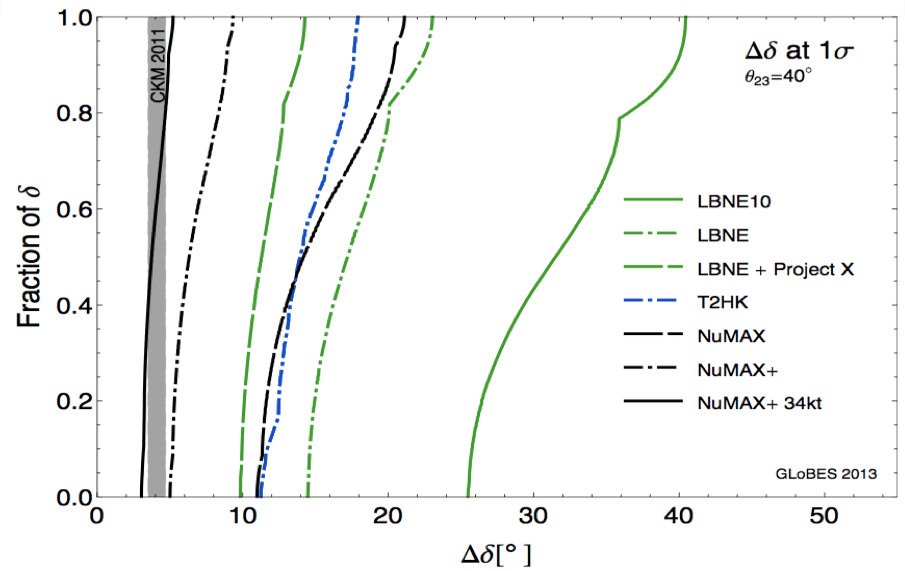 1.0
0.8
0.6
0.4
0.2
0.0
Fraction of δ
CKM 2011
Δδ at 1σ
θ23=40°
LBNE10
LBNE
LBNE + Project X
T2HK
NuMAX
NuMAX+
NuMAX+ 34kt
GLoBES 2013
0
10
20
30
40
50
Δδ[°]